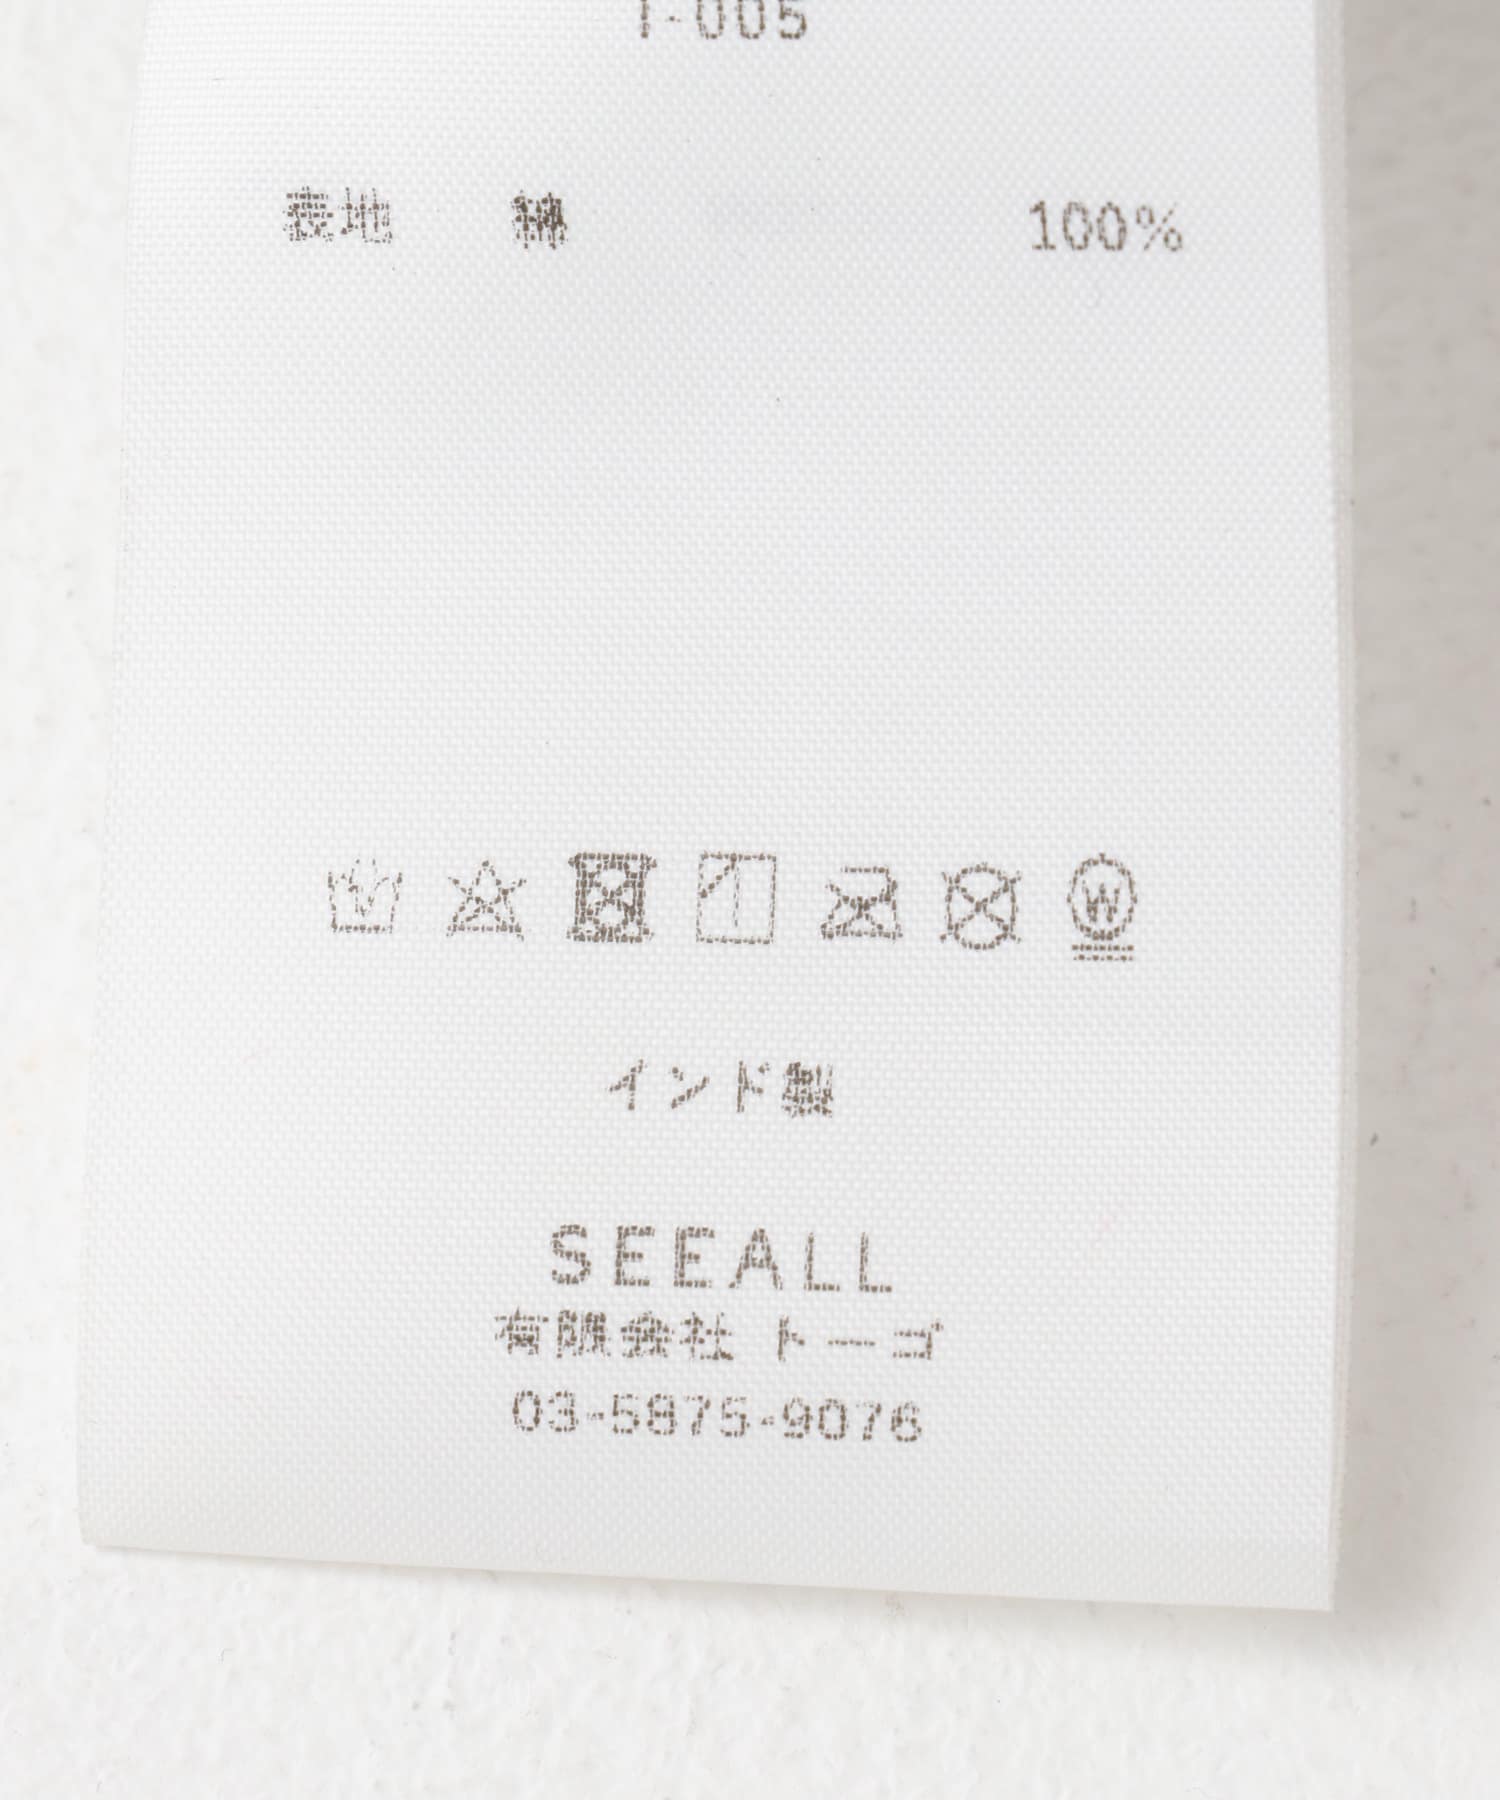 -005
表地 綿 100%
W
インド製
SEEALL
有限会社 トーゴ
03-5875-9076